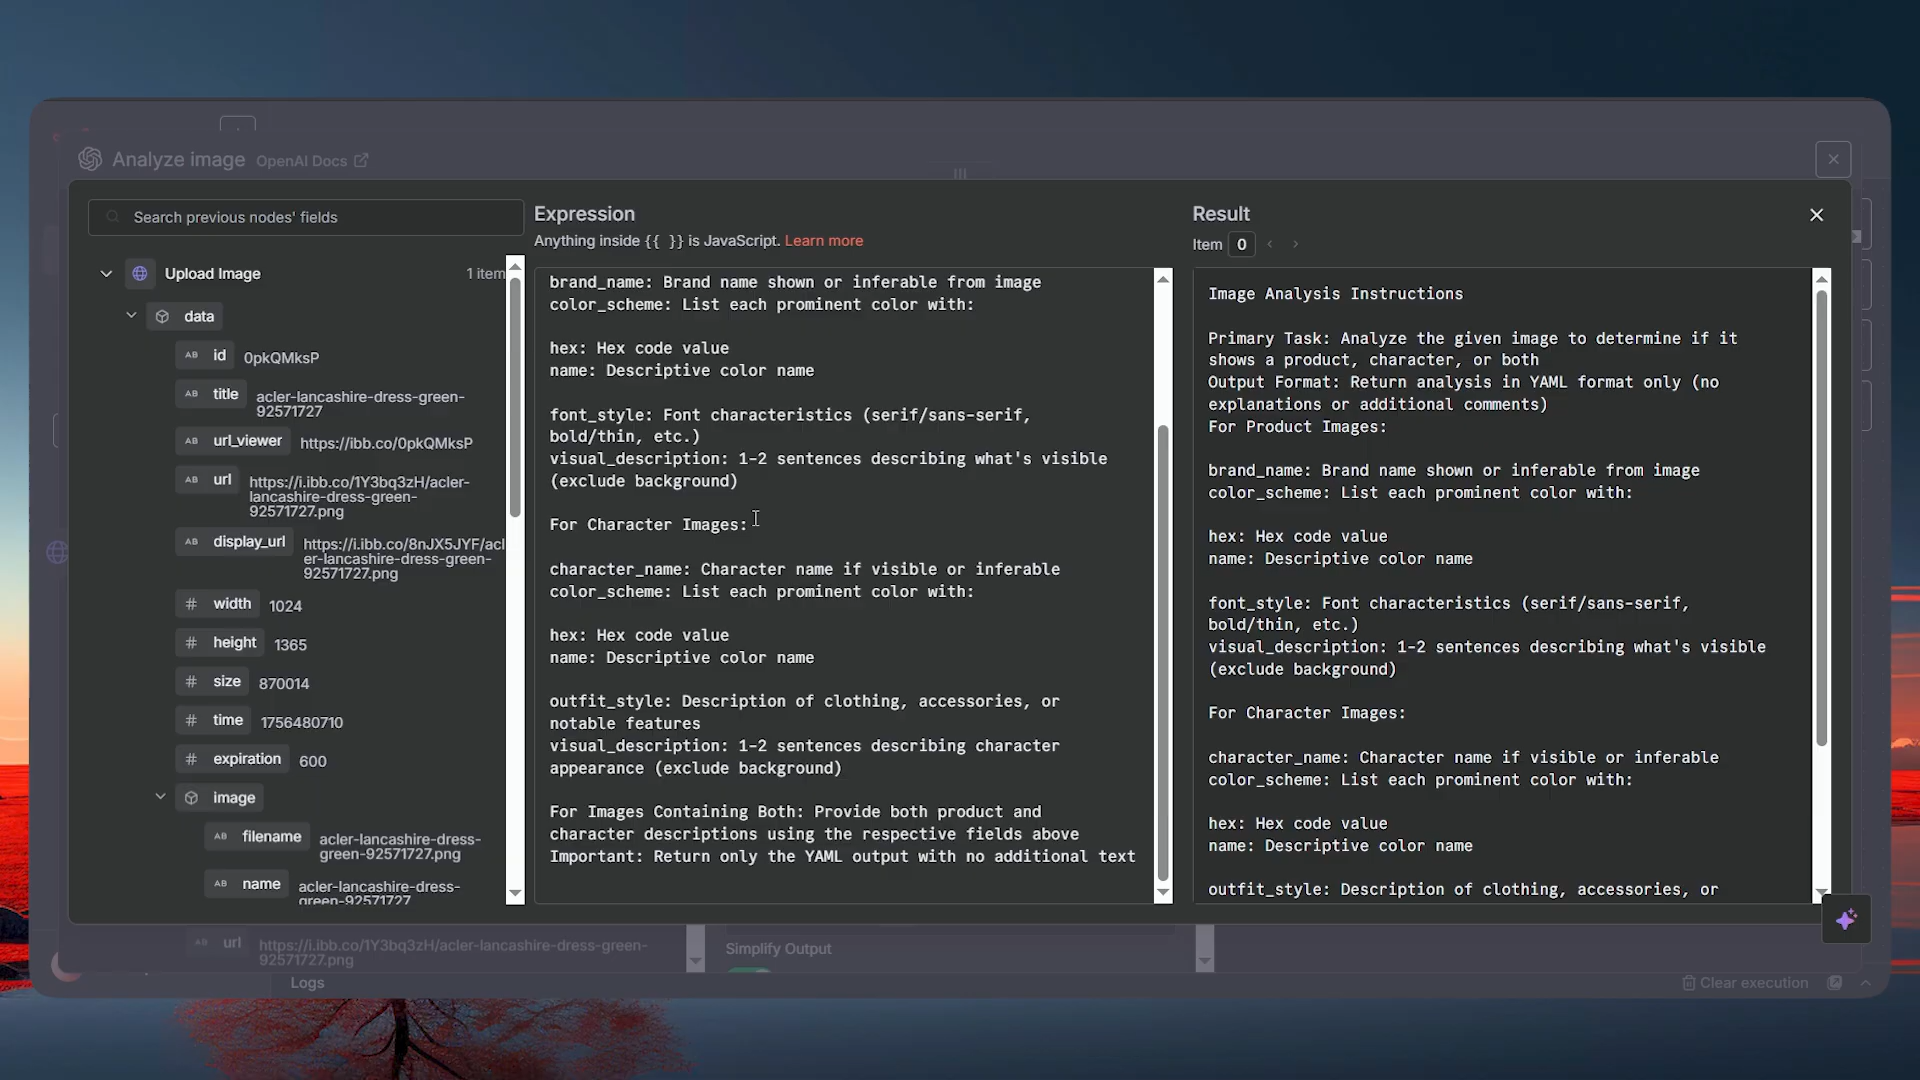 Analyze image OpenAI Docs
Search previous nodes' fields
Upload Image 1 item
data
id 0pkQMksP
title acler-lancashire-dress-green-
92571727
url_viewer https://ibb.co/0pkQMksP
url https://i.ibb.co/1Y3bq3zH/acler-
lancashire-dress-green-
92571727.png
display_url https://i.ibb.co/8nJX5JYF/acl
er-lancashire-dress-green-
92571727.png
width 1024
height 1365
size 870014
time 1756480710
expiration 600
image
filename acler-lancashire-dress-
green-92571727.png
name acler-lancashire-dress-
green-92571727
Expression
Anything inside {{ }} is JavaScript. Learn more
brand_name: Brand name shown or inferable from image
color_scheme: List each prominent color with:
hex: Hex code value
name: Descriptive color name
font_style: Font characteristics (serif/sans-serif,
bold/thin, etc.)
visual_description: 1-2 sentences describing what's visible
(exclude background)
For Character Images:
character_name: Character name if visible or inferable
color_scheme: List each prominent color with:
hex: Hex code value
name: Descriptive color name
outfit_style: Description of clothing, accessories, or
notable features
visual_description: 1-2 sentences describing character
appearance (exclude background)
For Images Containing Both: Provide both product and
character descriptions using the respective fields above
Important: Return only the YAML output with no additional text
Result
Item 0
Image Analysis Instructions
Primary Task: Analyze the given image to determine if it
shows a product, character, or both
Output Format: Return analysis in YAML format only (no
explanations or additional comments)
For Product Images:
brand_name: Brand name shown or inferable from image
color_scheme: List each prominent color with:
hex: Hex code value
name: Descriptive color name
font_style: Font characteristics (serif/sans-serif,
bold/thin, etc.)
visual_description: 1-2 sentences describing what's visible
(exclude background)
For Character Images:
character_name: Character name if visible or inferable
color_scheme: List each prominent color with:
hex: Hex code value
name: Descriptive color name
outfit_style: Description of clothing, accessories, or
url https://i.ibb.co/1Y3bq3zH/acler-lancashire-dress-green-
92571727.png
Simplify Output
Logs
Clear execution